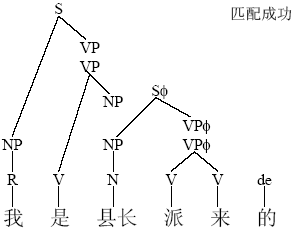 S 匹配成功
VP
VP
NP Sϕ
VPϕ
NP NP VPϕ
R V N V V de
我 是 县长 派 来 的